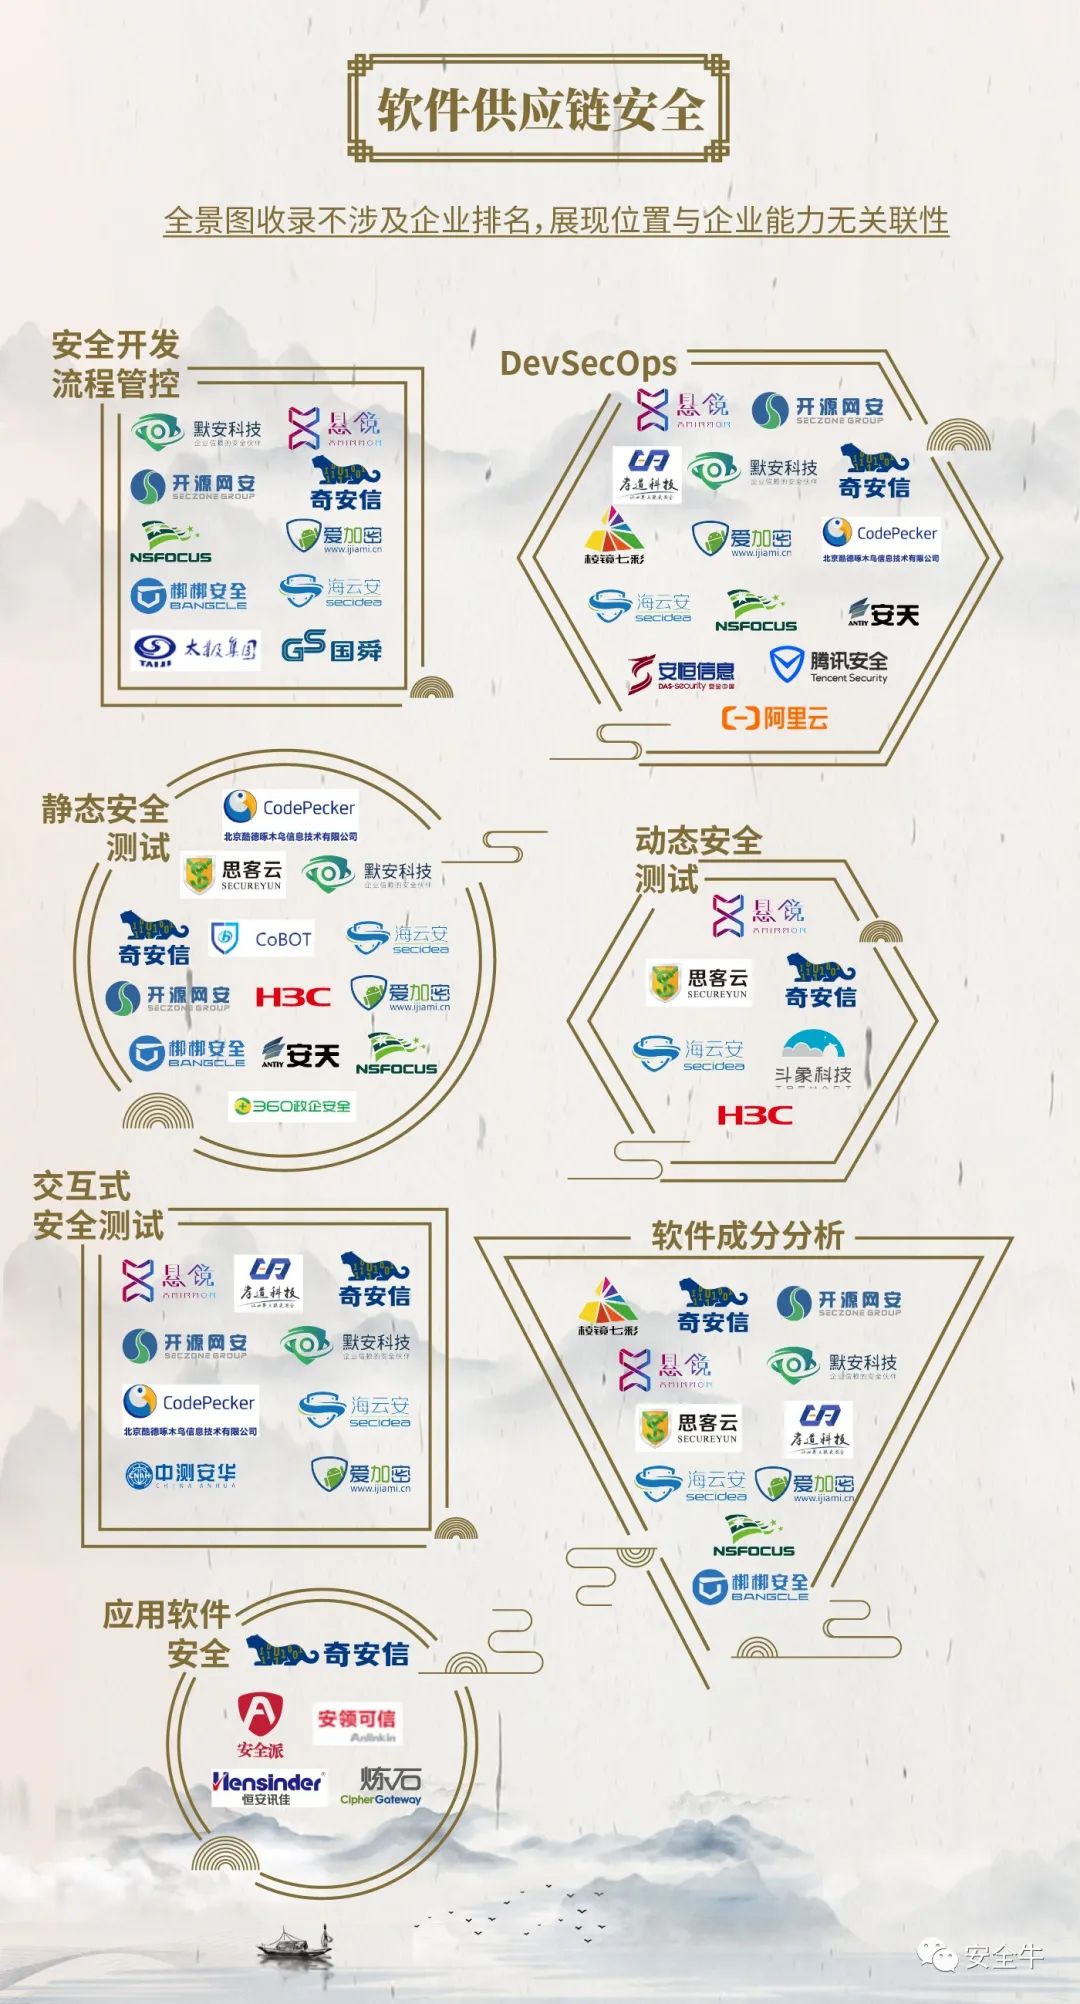 软件供应链安全
全景图收录不涉及企业排名，展现位置与企业能力无关联性
安全开发
流程管控
默安科技
企业信赖的安全伙伴
悬镜
开源网安
SECZONE GROUP
奇安信
NSFOCUS
爱加密
www.ijiami.cn
梆梆安全
BANGCLE
海云安
secidea
TAIJI 太极集团
GS 国舜
DevSecOps
悬镜
开源网安
SECZONE GROUP
孝道科技
默安科技
企业信赖的安全伙伴
奇安信
棱镜七彩
爱加密
www.ijiami.cn
CodePecker
北京酷德啄木鸟信息技术有限公司
海云安
secidea
NSFOCUS
ANTIY 安天
安恒信息
DAS-security 安全中国
腾讯安全
Tencent Security
阿里云
静态安全
测试
CodePecker
北京酷德啄木鸟信息技术有限公司
思客云
SECUREYUN
默安科技
企业信赖的安全伙伴
奇安信
CoBOT
海云安
secidea
开源网安
SECZONE GROUP
H3C
爱加密
www.ijiami.cn
梆梆安全
BANGCLE
ANTIY 安天
NSFOCUS
360政企安全
动态安全
测试
悬镜
思客云
SECUREYUN
奇安信
海云安
secidea
斗象科技
H3C
交互式
安全测试
悬镜
孝道科技
奇安信
开源网安
SECZONE GROUP
默安科技
企业信赖的安全伙伴
CodePecker
北京酷德啄木鸟信息技术有限公司
海云安
secidea
CNAH 中测安华
CHINA ANHUA
爱加密
www.ijiami.cn
软件成分分析
棱镜七彩
奇安信
开源网安
SECZONE GROUP
悬镜
默安科技
企业信赖的安全伙伴
思客云
SECUREYUN
孝道科技
海云安
secidea
爱加密
www.ijiami.cn
NSFOCUS
梆梆安全
BANGCLE
应用软件
安全
奇安信
安全派
安领可信
Anlinkin
Hensinder
恒安讯佳
炼石
CipherGateway
安全牛